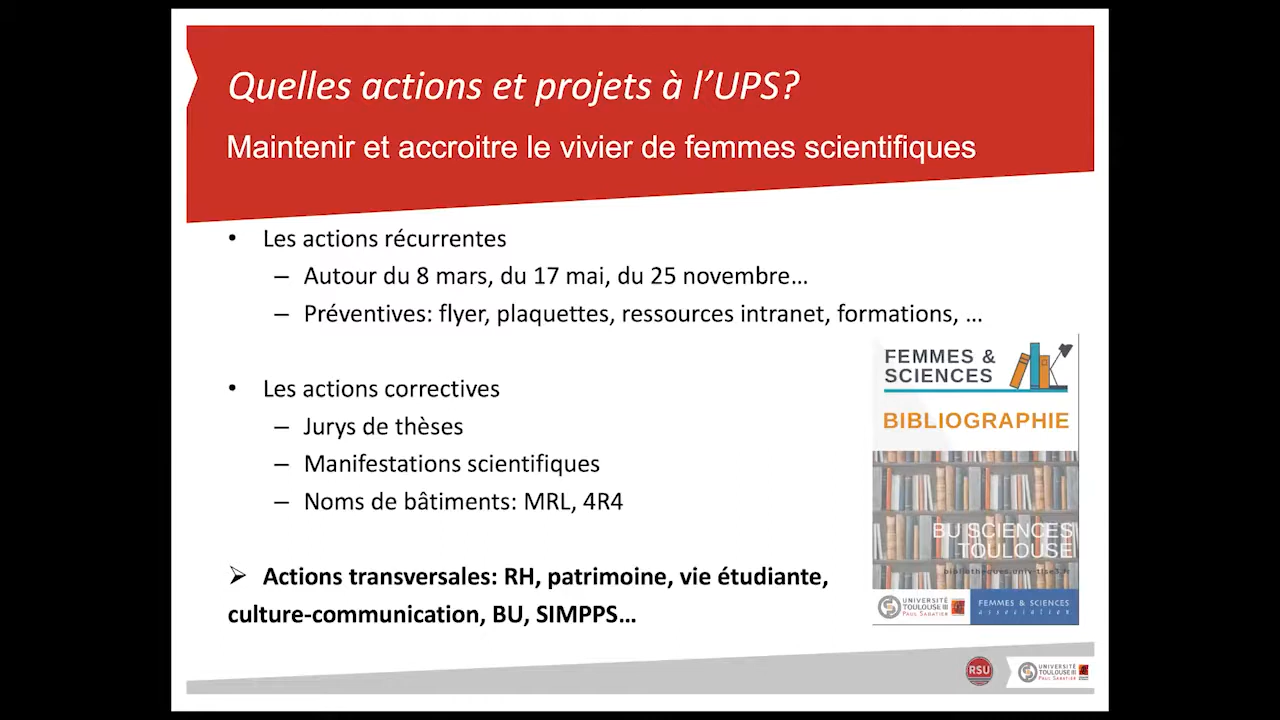 Quelles actions et projets à l’UPS?
Maintenir et accroitre le vivier de femmes scientifiques
• Les actions récurrentes
– Autour du 8 mars, du 17 mai, du 25 novembre…
– Préventives: flyer, plaquettes, ressources intranet, formations, …
• Les actions correctives
– Jurys de thèses
– Manifestations scientifiques
– Noms de bâtiments: MRL, 4R4
➢ Actions transversales: RH, patrimoine, vie étudiante,
culture-communication, BU, SIMPPS…
FEMMES &
SCIENCES
BIBLIOGRAPHIE
BU SCIENCES
TOULOUSE
UNIVERSITÉ
TOULOUSE III
PAUL SABATIER
FEMMES & SCIENCES
association
RSU
UNIVERSITÉ
TOULOUSE III
PAUL SABATIER